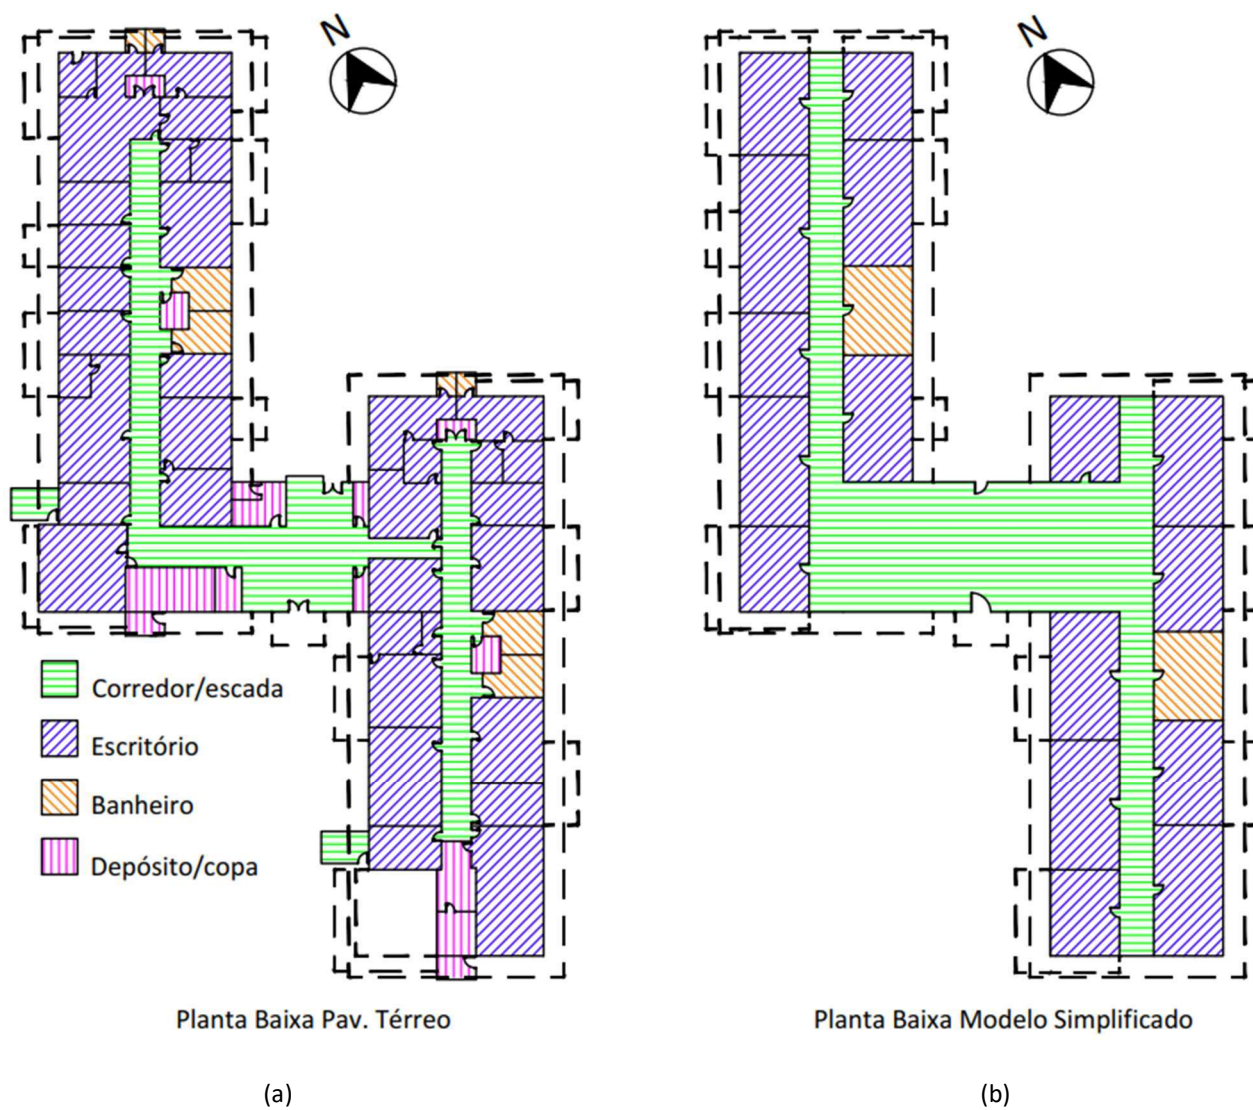 N
N
Corredor/escada
Escritório
Banheiro
Depósito/copa
Planta Baixa Pav. Térreo
Planta Baixa Modelo Simplificado
(a)
(b)